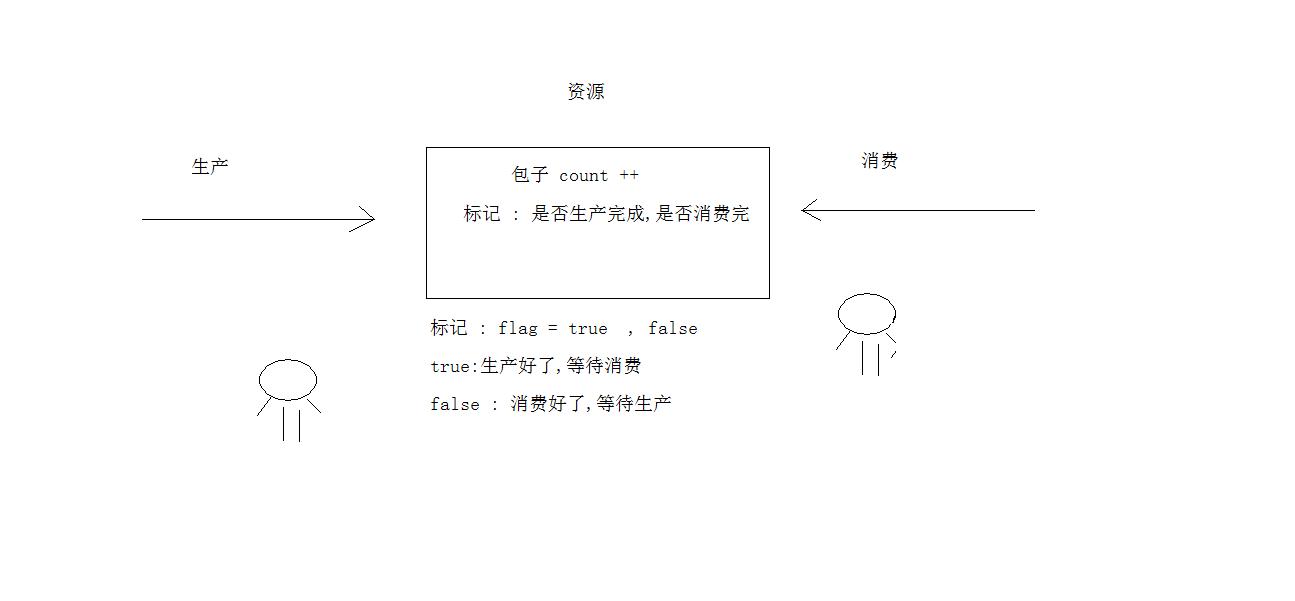 资源
生产
消费
包子 count ++
标记 : 是否生产完成,是否消费完
标记 : flag = true , false
true:生产好了,等待消费
false : 消费好了,等待生产